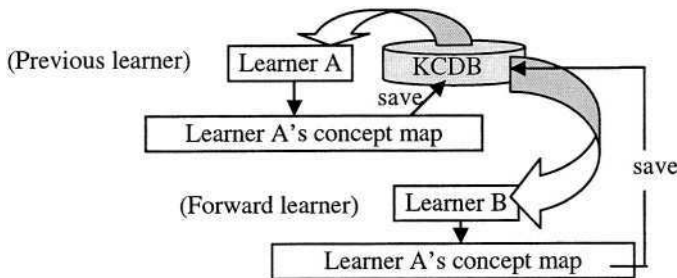 (Previous learner)
Learner A
KCDB
save
Learner A's concept map
save
(Forward learner)
Learner B
Learner A's concept map